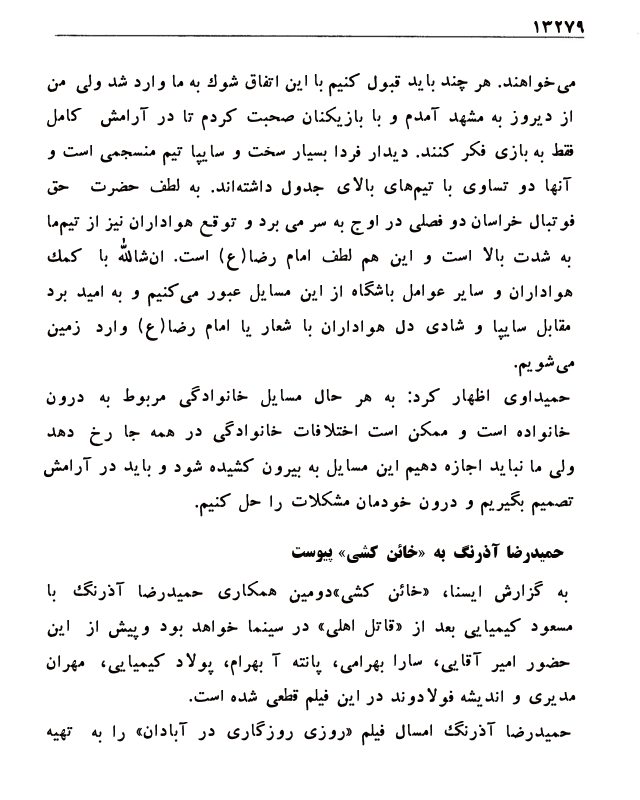 ۱۳۲۷۹
می‌خواهند. هر چند باید قبول کنیم با این اتفاق شوك به ما وارد شد ولی من
از دیروز به مشهد آمدم و با بازیکنان صحبت کردم تا در آرامش کامل
فقط به بازی فکر کنند. دیدار فردا بسیار سخت و سایپا تیم منسجمی است و
آنها دو تساوی با تیم‌های بالای جدول داشته‌اند. به لطف حضرت حق
فوتبال خراسان دو فصلی در اوج به سر می برد و توقع هواداران نیز از تیم‌ما
به شدت بالا است و این هم لطف امام رضا(ع) است. ان‌شالله با كمك
هواداران و سایر عوامل باشگاه از این مسایل عبور می‌کنیم و به امید برد
مقابل سایپا و شادی دل هواداران با شعار یا امام رضا(ع) وارد زمین
می‌شویم.
حمیداوی اظهار کرد: به هر حال مسایل خانوادگی مربوط به درون
خانواده است و ممکن است اختلافات خانوادگی در همه جا رخ دهد
ولی ما نباید اجازه دهیم این مسایل به بیرون کشیده شود و باید در آرامش
تصمیم بگیریم و درون خودمان مشکلات را حل کنیم.
حمیدرضا آذرنگ به «خائن کشی» پیوست
به گزارش ایسنا، «خائن کشی»دومین همکاری حمیدرضا آذرنگ با
مسعود کیمیایی بعد از «قاتل اهلی» در سینما خواهد بود و پیش از این
حضور امیر آقایی، سارا بهرامی، پانته آ بهرام، پولاد کیمیایی، مهران
مدیری و اندیشه فولادوند در این فیلم قطعی شده است.
حمیدرضا آذرنگ امسال فیلم «روزی روزگاری در آبادان» را به تهیه